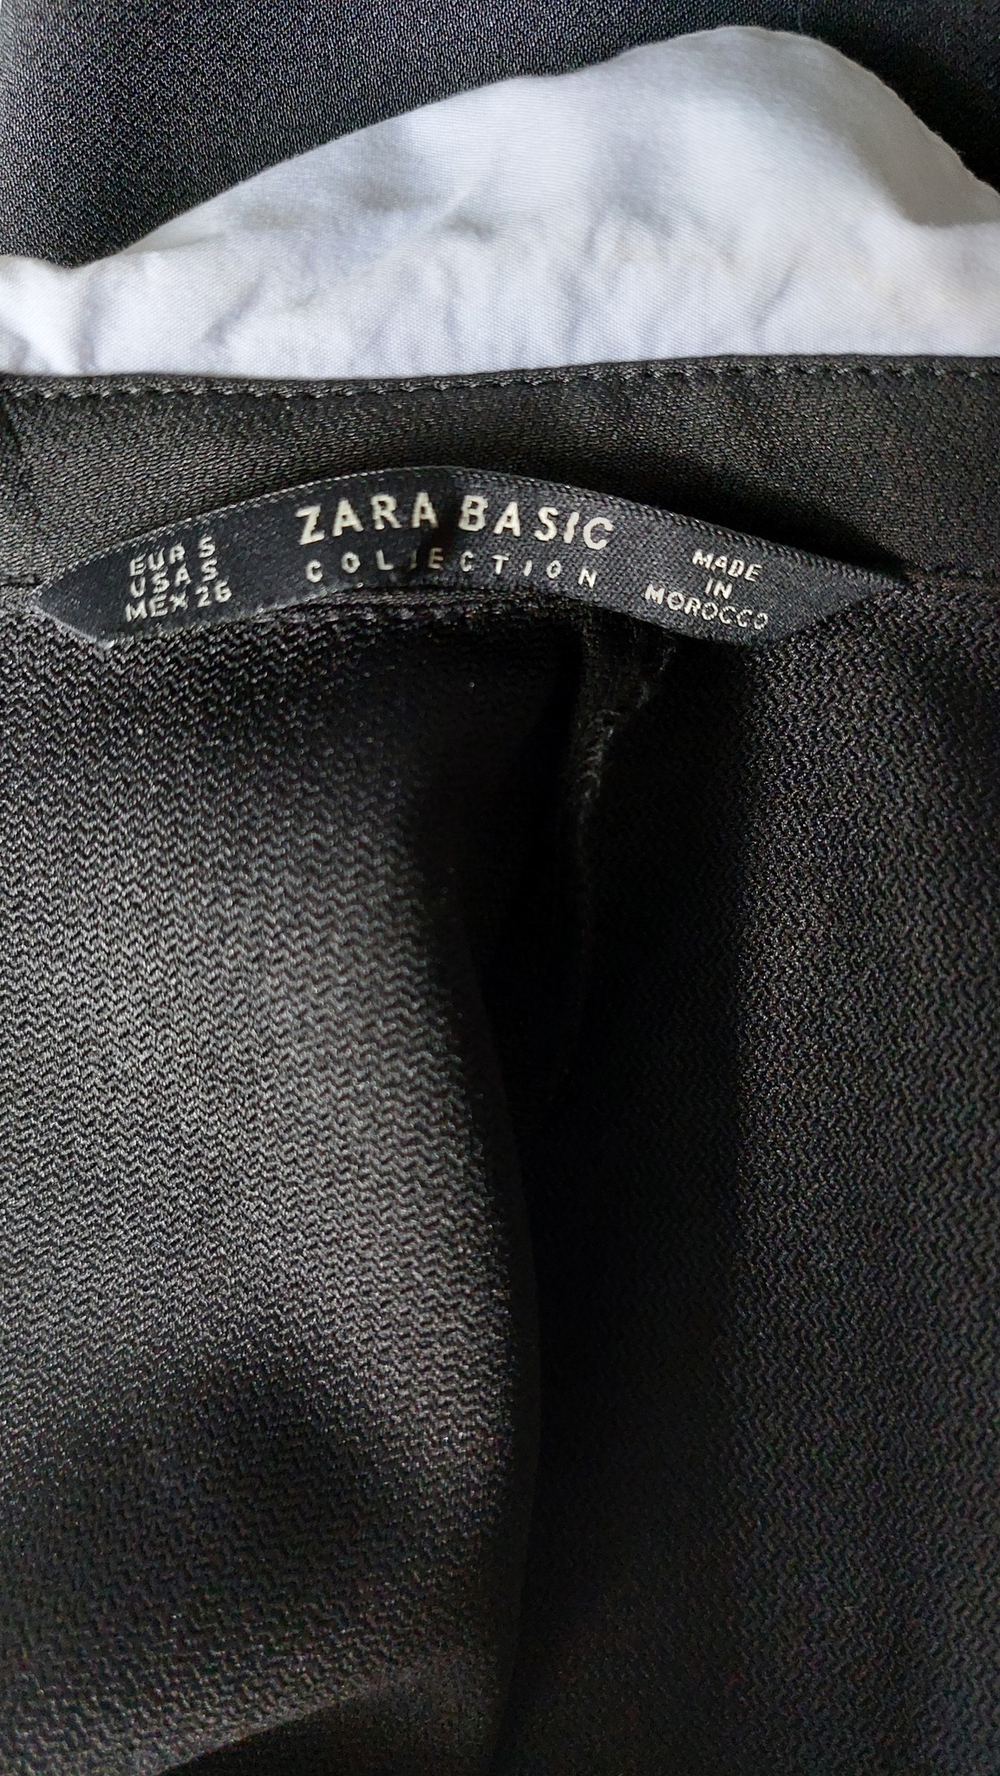 EUR S
USA S
MEX 26
ZARA BASIC
COLLECTION
MADE
IN
MOROCCO